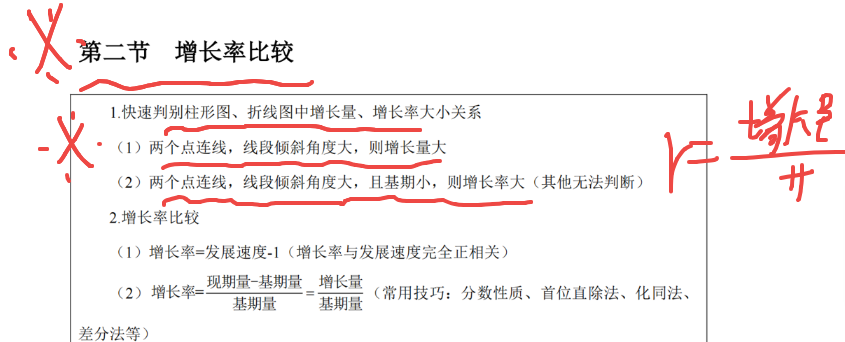 第二节 增长率比较
1.快速判别柱形图、折线图中增长量、增长率大小关系
（1）两个点连线，线段倾斜角度大，则增长量大
（2）两个点连线，线段倾斜角度大，且基期小，则增长率大（其他无法判断）
r=增长量
2.增长率比较
（1）增长率=发展速度-1（增长率与发展速度完全正相关）
（2）增长率=现期量-基期量/基期量=增长量/基期量（常用技巧：分数性质、首位直除法、化同法、
差分法等）